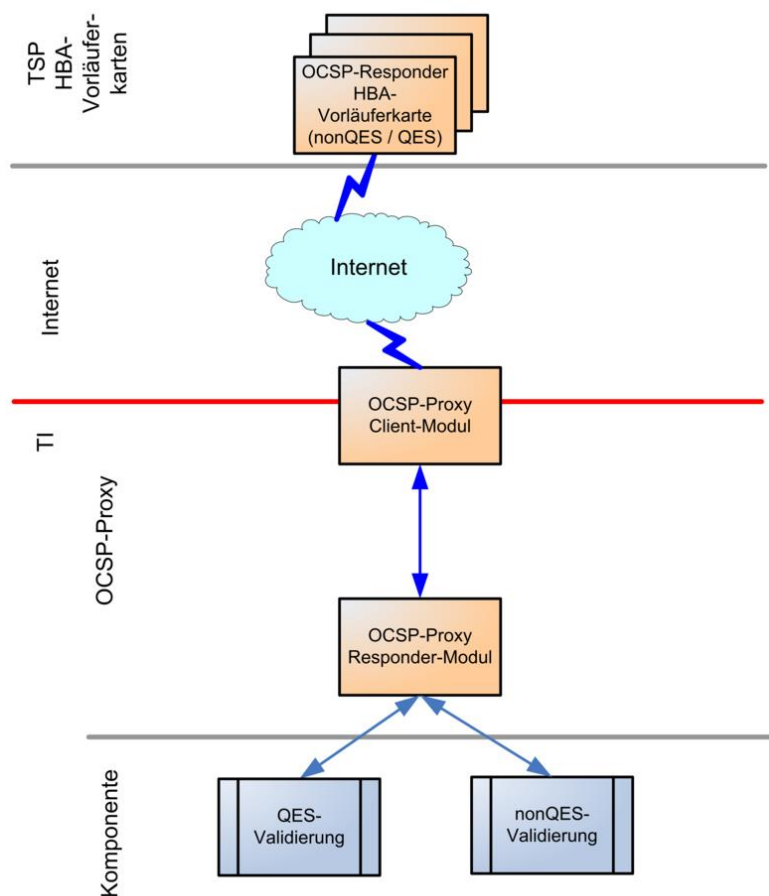 TSP
HBA-
Vorläufer-
karten
OCSP-Responder
HBA-
Vorläuferkarte
(nonQES / QES)
Internet
Internet
TI
OCSP-Proxy
Client-Modul
OCSP-Proxy
OCSP-Proxy
Responder-Modul
Komponente
QES-
Validierung
nonQES-
Validierung